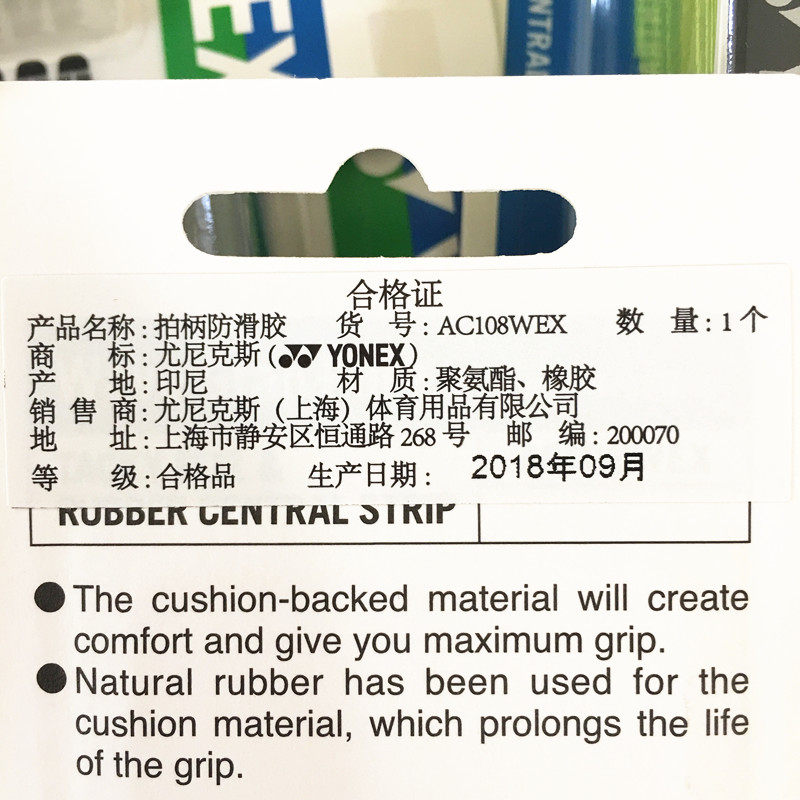 EX
NTRA
合格证
产品名称：拍柄防滑胶 货 号：AC108WEX 数 量：1个
商 标：尤尼克斯（YONEX）
产 地：印尼 材 质：聚氨酯、橡胶
销 售 商：尤尼克斯（上海）体育用品有限公司
地 址：上海市静安区恒通路268号 邮 编：200070
等 级：合格品 生产日期：2018年09月
RUBBER CENTRAL STRIP
● The cushion-backed material will create
comfort and give you maximum grip.
● Natural rubber has been used for the
cushion material, which prolongs the life
of the grip.